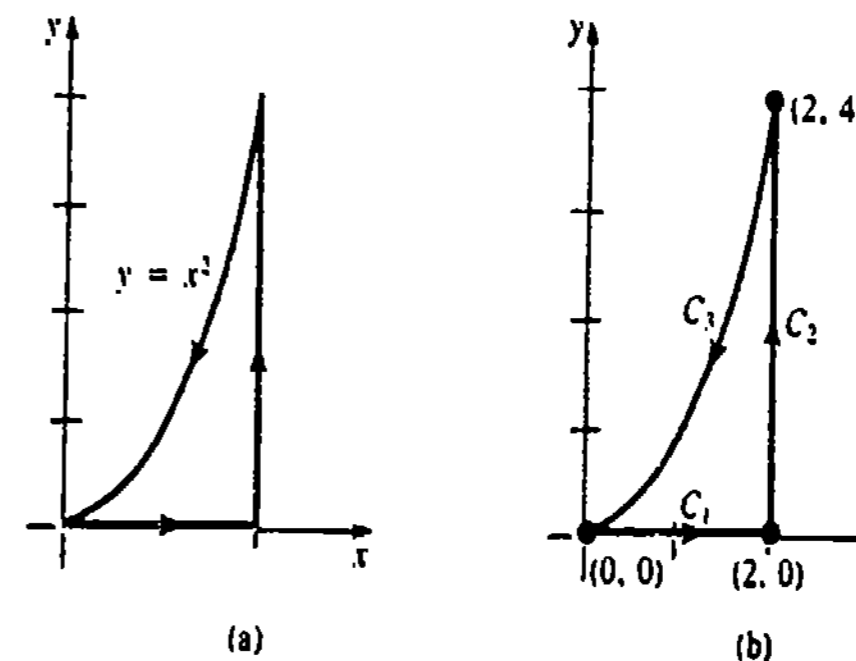 y
y = x²
x
(a)
y
(2, 4
C₃
C₂
C₁
(0, 0)
(2, 0)
(b)